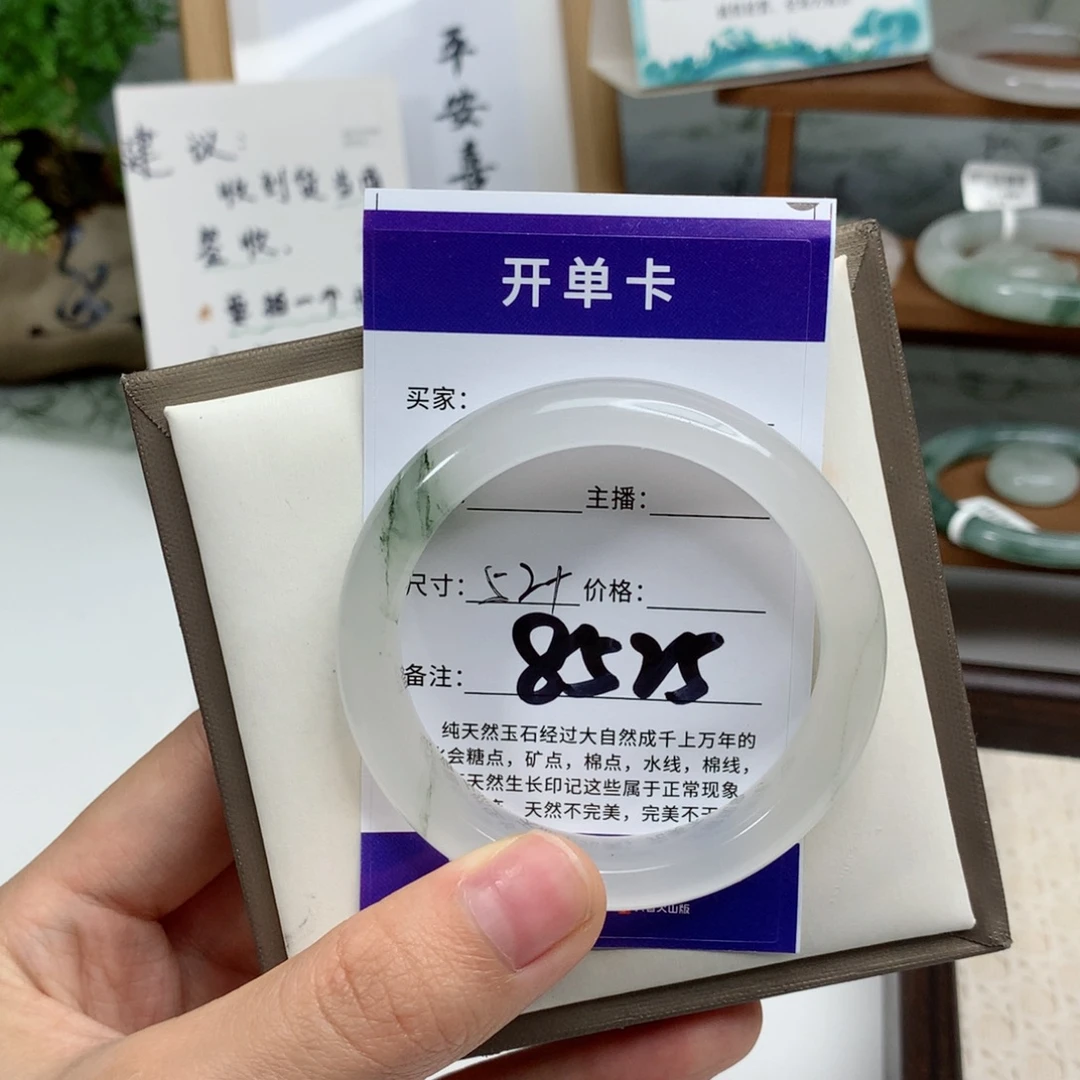 平安喜
建议:
收到货当面
签收.
开单卡
买家:
主播:
尺寸: 52+ 价格:
8525
备注:
纯天然玉石经过大自然成千上万年的
会糖点,矿点,棉点,水线,棉线,
天然生长印记这些属于正常现象
天然不完美,完美不